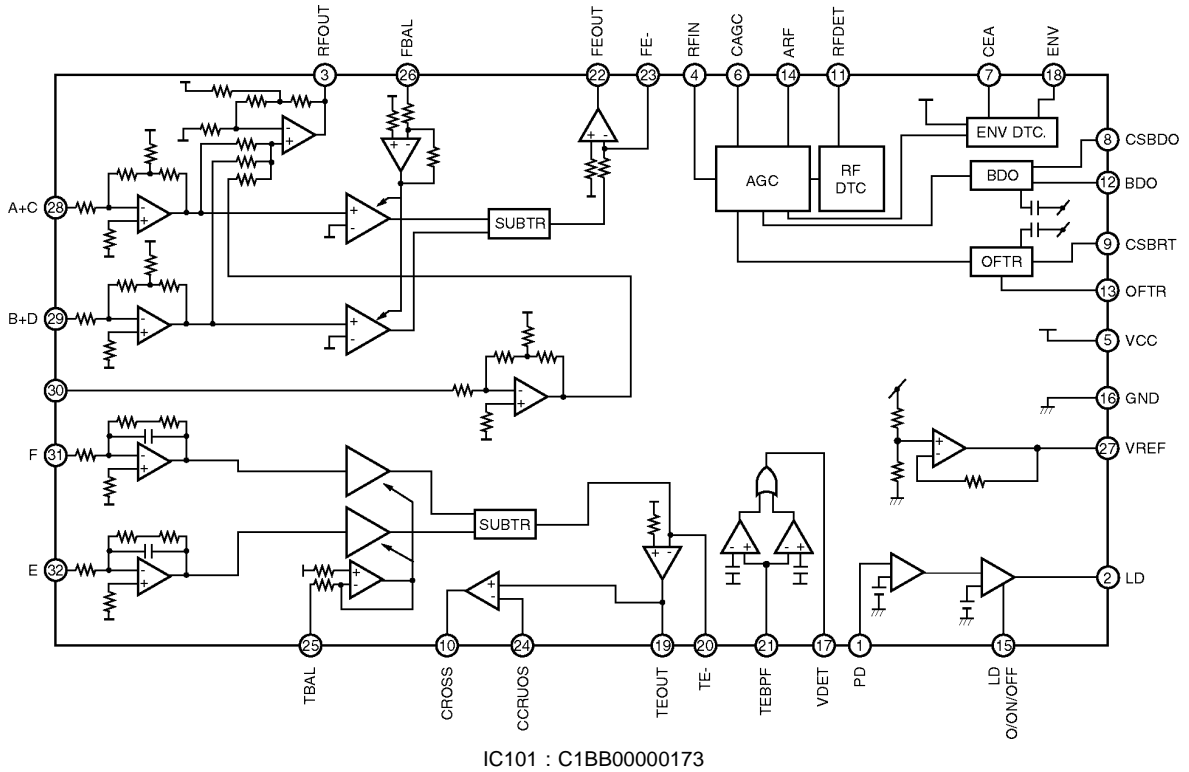 RFOUT
FBAL
FEOUT
FE-
RFIN
CAGC
ARF
RFDET
CEA
ENV
3
26
22
23
4
6
14
11
7
18
ENV DTC.
8 CSBDO
AGC
RF
DTC
BDO
12 BDO
A+C 28
SUBTR
9 CSBRT
OFTR
13 OFTR
B+D 29
5 VCC
30
16 GND
F 31
27 VREF
SUBTR
E 32
2 LD
25
10
24
19
20
21
17
1
15
TBAL
CROSS
CCRUOS
TEOUT
TE-
TEBPF
VDET
PD
LD
O/ON/OFF
IC101 : C1BB00000173